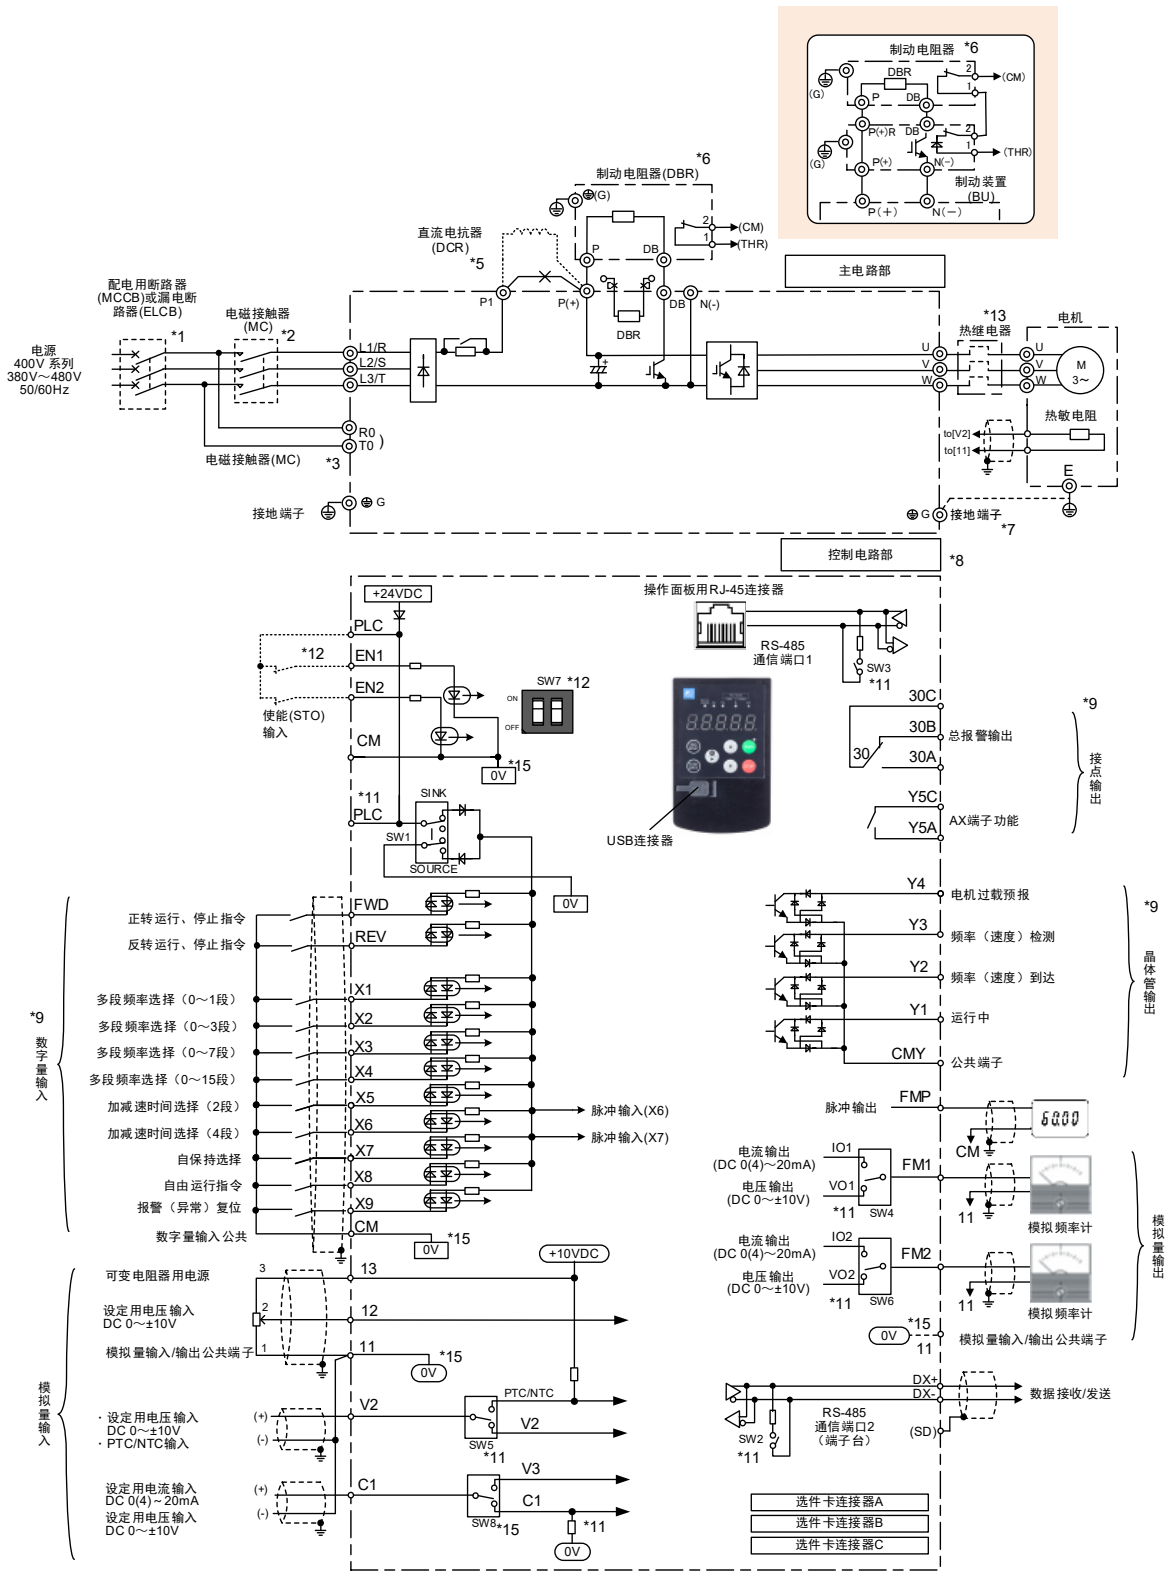 制动电阻器 *6
DBR
2
(CM)
1
(G)
P
DB
P(+)R
DB
2
1
(THR)
(G)
P(+)
N(-)
制动装置
(BU)
P(+)
N(-)
*6
制动电阻器(DBR)
(G)
2
(CM)
1
(THR)
P
DB
直流电抗器
(DCR)
*5
P1
P(+)
DBR
DB
N(-)
主电路部
配电用断路器
(MCCB)或漏电断
路器(ELCB)
*1
电磁接触器
(MC)
*2
电源
400V 系列
380V～480V
50/60Hz
L1/R
L2/S
L3/T
R0
T0 )
电磁接触器(MC)
*3
接地端子
G
U
V
W
*13
热继电器
电机
U
V
W
M
3～
热敏电阻
to[V2]
to[11]
E
G
接地端子
*7
控制电路部
*8
+24VDC
PLC
*12
EN1
EN2
使能(STO)
输入
CM
SW7 *12
ON
OFF
0V
*15
操作面板用RJ-45连接器
RS-485
通信端口1
SW3
*11
USB连接器
30C
30B
30A
30
总报警输出
Y5C
Y5A
AX端子功能
*9
接点输出
*11
PLC
SINK
SW1
SOURCE
0V
*9
数字量输入
正转运行、停止指令
FWD
反转运行、停止指令
REV
多段频率选择（0～1段）
X1
多段频率选择（0～3段）
X2
多段频率选择（0～7段）
X3
多段频率选择（0～15段）
X4
加减速时间选择（2段）
X5
加减速时间选择（4段）
X6
自保持选择
X7
自由运行指令
X8
报警（异常）复位
X9
数字量输入公共
CM
0V
*15
脉冲输入(X6)
脉冲输入(X7)
Y4
电机过载预报
Y3
频率（速度）检测
Y2
频率（速度）到达
Y1
运行中
CMY
公共端子
*9
晶体管输出
脉冲输出
FMP
CM
60.00
电流输出
(DC 0(4)～20mA)
IO1
电压输出
(DC 0～±10V)
VO1
*11
SW4
FM1
11
模拟频率计
电流输出
(DC 0(4)～20mA)
IO2
电压输出
(DC 0～±10V)
VO2
*11
SW6
FM2
11
模拟频率计
模拟量输出
0V
*15
11
模拟量输入/输出公共端子
模拟量输入
可变电阻器用电源
3
13
+10VDC
设定用电压输入
DC 0～±10V
2
12
模拟量输入/输出公共端子
1
11
0V
*15
·设定用电压输入
DC 0～±10V
·PTC/NTC输入
(+)
(-)
V2
PTC/NTC
V2
SW5
*11
设定用电流输入
DC 0(4)～20mA
设定用电压输入
DC 0～±10V
(+)
(-)
C1
V3
C1
SW8
*15
*11
0V
DX+
DX-
RS-485
通信端口2
（端子台）
SW2
*11
(SD)
数据接收/发送
选件卡连接器A
选件卡连接器B
选件卡连接器C